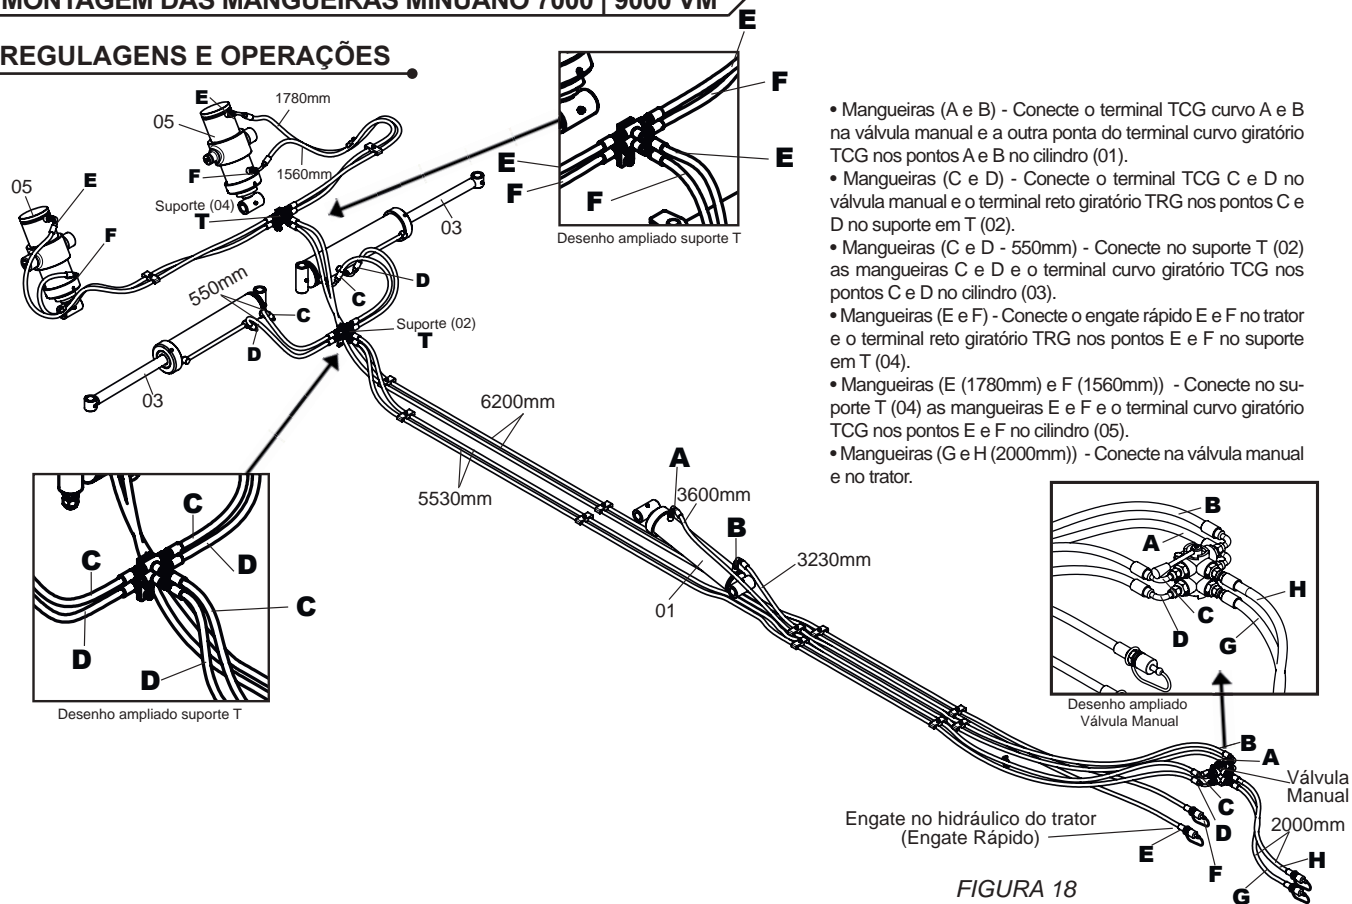 MONTAGEM DAS MANGUEIRAS MINUANO 7000 | 9000 VM
REGULAGENS E OPERAÇÕES
E
1780mm
05
F
1560mm
05
E
F
Suporte (04)
T
03
550mm
C
D
C
D
Suporte (02)
T
03
E
F
E
F
E
F
Desenho ampliado suporte T
• Mangueiras (A e B) - Conecte o terminal TCG curvo A e B
na válvula manual e a outra ponta do terminal curvo giratório
TCG nos pontos A e B no cilindro (01).
• Mangueiras (C e D) - Conecte o terminal TCG C e D no
válvula manual e o terminal reto giratório TRG nos pontos C e
D no suporte em T (02).
• Mangueiras (C e D - 550mm) - Conecte no suporte T (02)
as mangueiras C e D e o terminal curvo giratório TCG nos
pontos C e D no cilindro (03).
• Mangueiras (E e F) - Conecte o engate rápido E e F no trator
e o terminal reto giratório TRG nos pontos E e F no suporte
em T (04).
• Mangueiras (E (1780mm) e F (1560mm)) - Conecte no su-
porte T (04) as mangueiras E e F e o terminal curvo giratório
TCG nos pontos E e F no cilindro (05).
• Mangueiras (G e H (2000mm)) - Conecte na válvula manual
e no trator.
6200mm
5530mm
A
3600mm
B
3230mm
01
C
C
D
C
D
D
Desenho ampliado suporte T
B
A
H
C
D
G
Desenho ampliado
Válvula Manual
B
A
Válvula
Manual
C
D
2000mm
Engate no hidráulico do trator
(Engate Rápido)
E
F
H
G
FIGURA 18